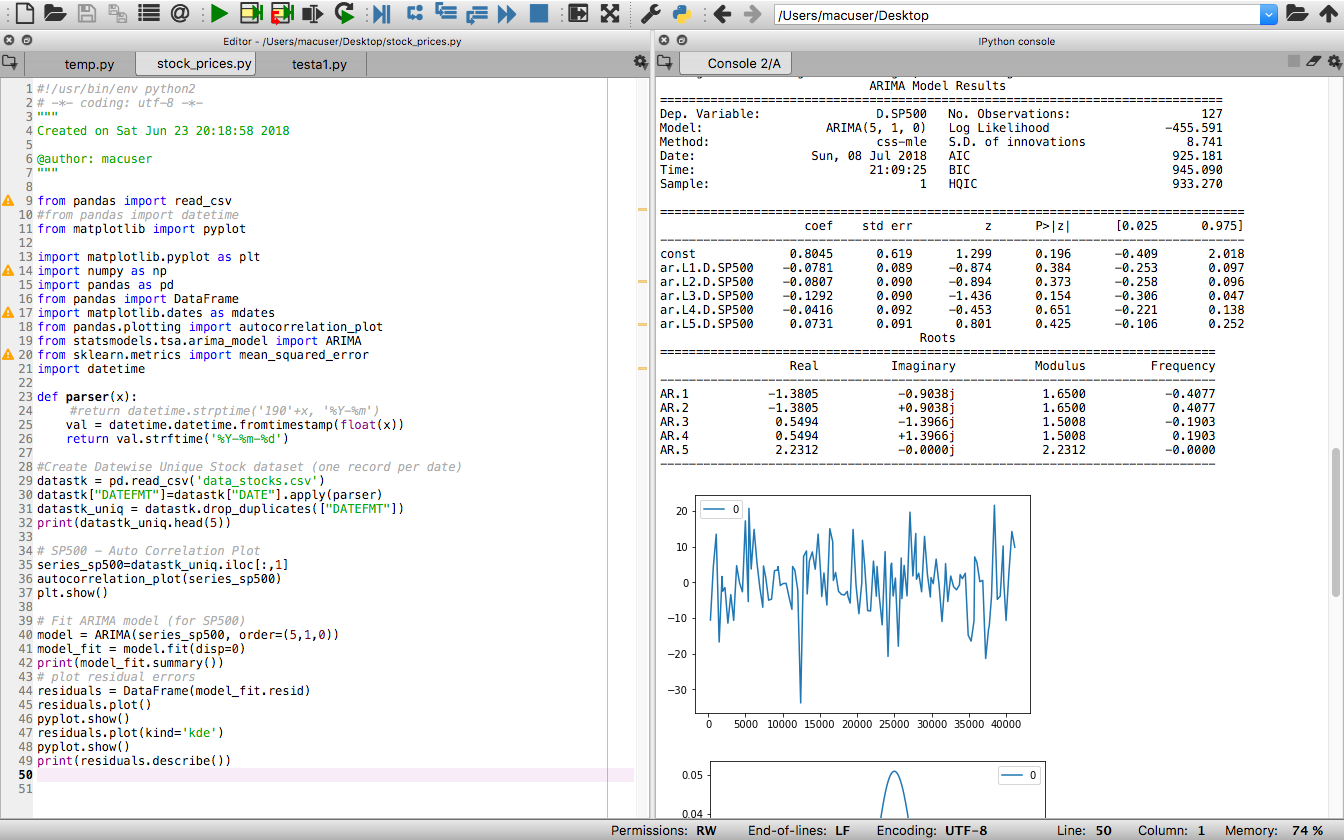 /Users/macuser/Desktop
Editor - /Users/macuser/Desktop/stock_prices.py
temp.py
stock_prices.py
testa1.py
1 #!/usr/bin/env python2
2 # -*- coding: utf-8 -*-
3 """
4 Created on Sat Jun 23 20:18:58 2018
5
6 @author: macuser
7 """
8
9 from pandas import read_csv
10 #from pandas import datetime
11 from matplotlib import pyplot
12
13 import matplotlib.pyplot as plt
14 import numpy as np
15 import pandas as pd
16 from pandas import DataFrame
17 import matplotlib.dates as mdates
18 from pandas.plotting import autocorrelation_plot
19 from statsmodels.tsa.arima_model import ARIMA
20 from sklearn.metrics import mean_squared_error
21 import datetime
22
23 def parser(x):
24 #return datetime.strptime('190'+x, '%Y-%m')
25 val = datetime.datetime.fromtimestamp(float(x))
26 return val.strftime('%Y-%m-%d')
27
28 #Create Datewise Unique Stock dataset (one record per date)
29 datastk = pd.read_csv('data_stocks.csv')
30 datastk["DATEFMT"]=datastk["DATE"].apply(parser)
31 datastk_uniq = datastk.drop_duplicates(["DATEFMT"])
32 print(datastk_uniq.head(5))
33
34 # SP500 - Auto Correlation Plot
35 series_sp500=datastk_uniq.iloc[:,1]
36 autocorrelation_plot(series_sp500)
37 plt.show()
38
39 # Fit ARIMA model (for SP500)
40 model = ARIMA(series_sp500, order=(5,1,0))
41 model_fit = model.fit(disp=0)
42 print(model_fit.summary())
43 # plot residual errors
44 residuals = DataFrame(model_fit.resid)
45 residuals.plot()
46 pyplot.show()
47 residuals.plot(kind='kde')
48 pyplot.show()
49 print(residuals.describe())
50
51
IPython console
Console 2/A
ARIMA Model Results
Dep. Variable: D.SP500 No. Observations: 127
Model: ARIMA(5, 1, 0) Log Likelihood -455.591
Method: css-mle S.D. of innovations 8.741
Date: Sun, 08 Jul 2018 AIC 925.181
Time: 21:09:25 BIC 945.090
Sample: 1 HQIC 933.270
coef std err z P>|z| [0.025 0.975]
const 0.8045 0.619 1.299 0.196 -0.409 2.018
ar.L1.D.SP500 -0.0781 0.089 -0.874 0.384 -0.253 0.097
ar.L2.D.SP500 -0.0807 0.090 -0.894 0.373 -0.258 0.096
ar.L3.D.SP500 -0.1292 0.090 -1.436 0.154 -0.306 0.047
ar.L4.D.SP500 -0.0416 0.092 -0.453 0.651 -0.221 0.138
ar.L5.D.SP500 0.0731 0.091 0.801 0.425 -0.106 0.252
Roots
Real Imaginary Modulus Frequency
AR.1 -1.3805 -0.9038j 1.6500 -0.4077
AR.2 -1.3805 +0.9038j 1.6500 0.4077
AR.3 0.5494 -1.3966j 1.5008 -0.1903
AR.4 0.5494 +1.3966j 1.5008 0.1903
AR.5 2.2312 -0.0000j 2.2312 -0.0000
0
20
10
0
-10
-20
-30
0 5000 10000 15000 20000 25000 30000 35000 40000
0.05
0
0.04
Permissions: RW End-of-lines: LF Encoding: UTF-8 Line: 50 Column: 1 Memory: 74 %